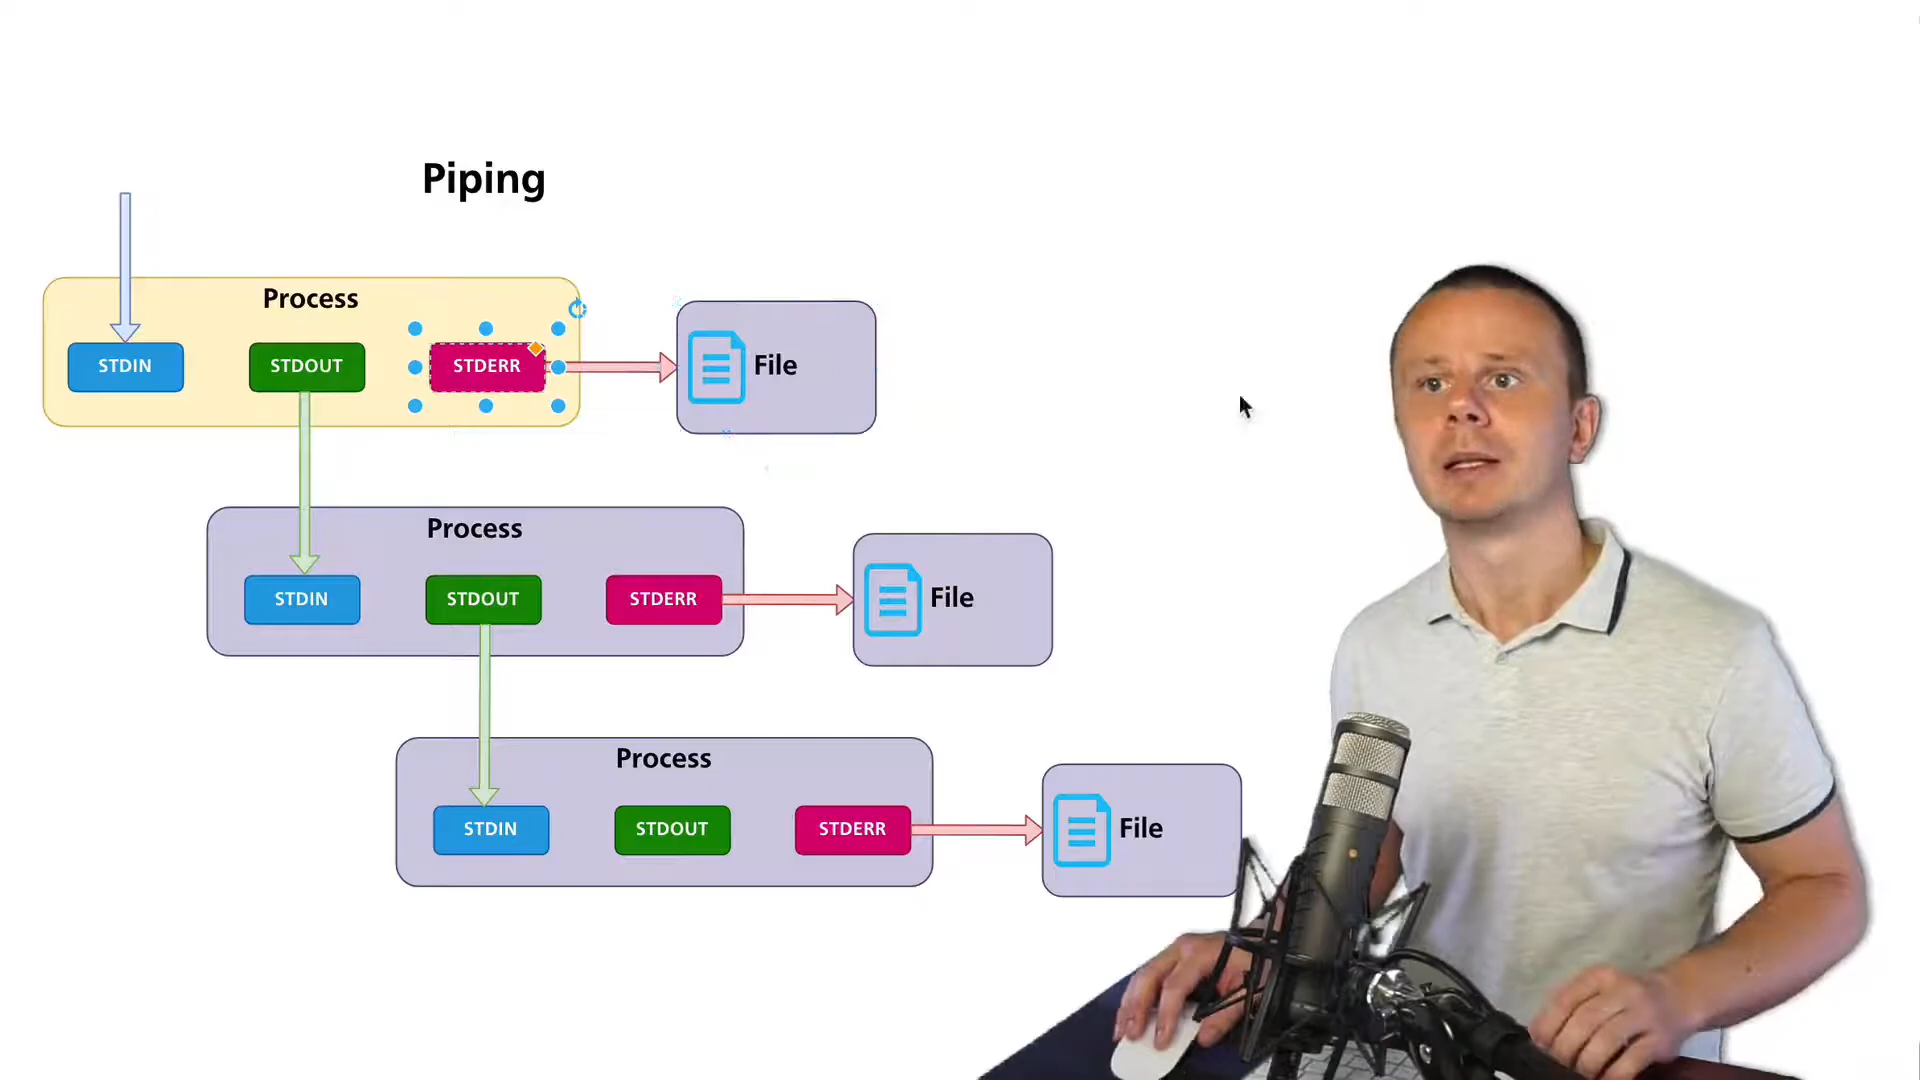 Piping
Process
STDIN
STDOUT
STDERR
File
Process
STDIN
STDOUT
STDERR
File
Process
STDIN
STDOUT
STDERR
File